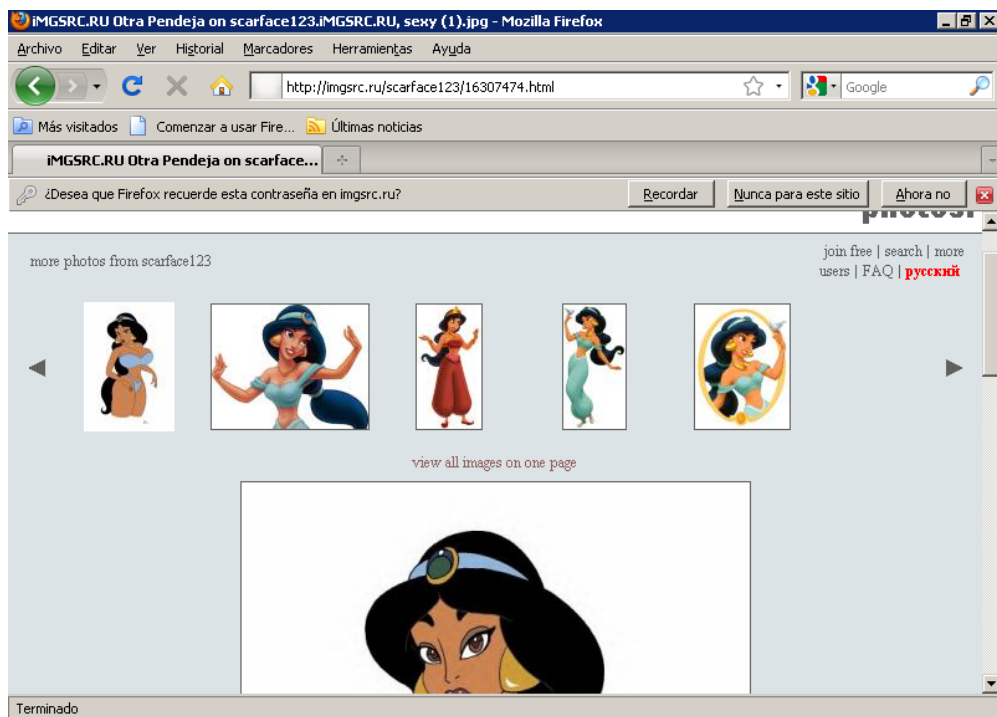 iMGSRC.RU Otra Pendeja on scarface123.iMGSRC.RU, sexy (1).jpg - Mozilla Firefox
Archivo Editar Ver Historial Marcadores Herramientas Ayuda
http://imgsrc.ru/scarface123/16307474.html
Google
Más visitados Comenzar a usar Fire... Últimas noticias
iMGSRC.RU Otra Pendeja on scarface...
¿Desea que Firefox recuerde esta contraseña en imgsrc.ru? Recordar Nunca para este sitio Ahora no
more photos from scarface123
join free | search | more
users | FAQ | русский
view all images on one page
Terminado